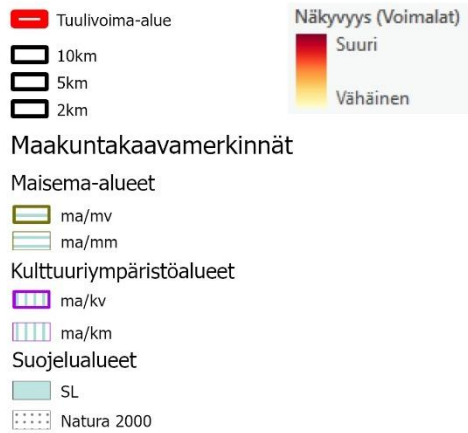 Tuulivoima-alue
10km
5km
2km
Maakuntakaavamerkinnät
Maisema-alueet
ma/mv
ma/mm
Kulttuuriympäristöalueet
ma/kv
ma/km
Suojelualueet
SL
Natura 2000
Näkyvyys (Voimalat)
Suuri
Vähäinen